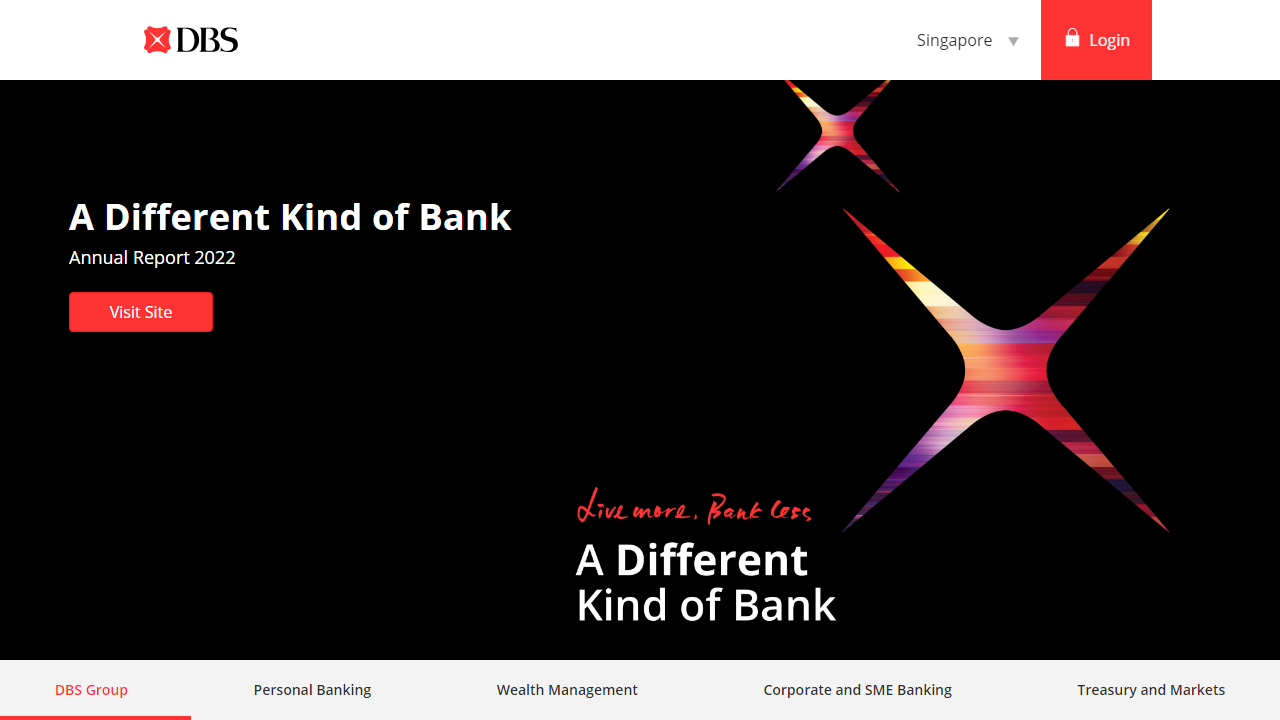 DBS
Singapore
Login
A Different Kind of Bank
Annual Report 2022
Visit Site
Live more, Bank less
A Different
Kind of Bank
DBS Group
Personal Banking
Wealth Management
Corporate and SME Banking
Treasury and Markets